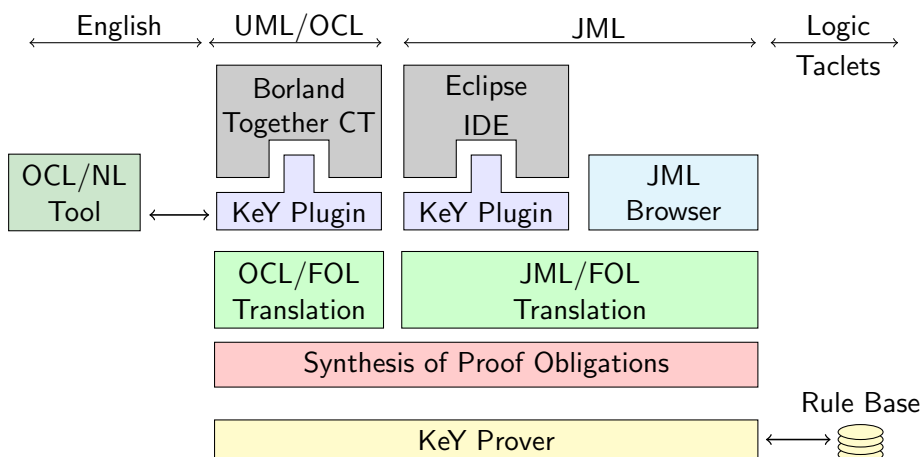 English
UML/OCL
JML
Logic
Taclets
Borland
Together CT
Eclipse
IDE
OCL/NL
Tool
KeY Plugin
KeY Plugin
JML
Browser
OCL/FOL
Translation
JML/FOL
Translation
Synthesis of Proof Obligations
Rule Base
KeY Prover